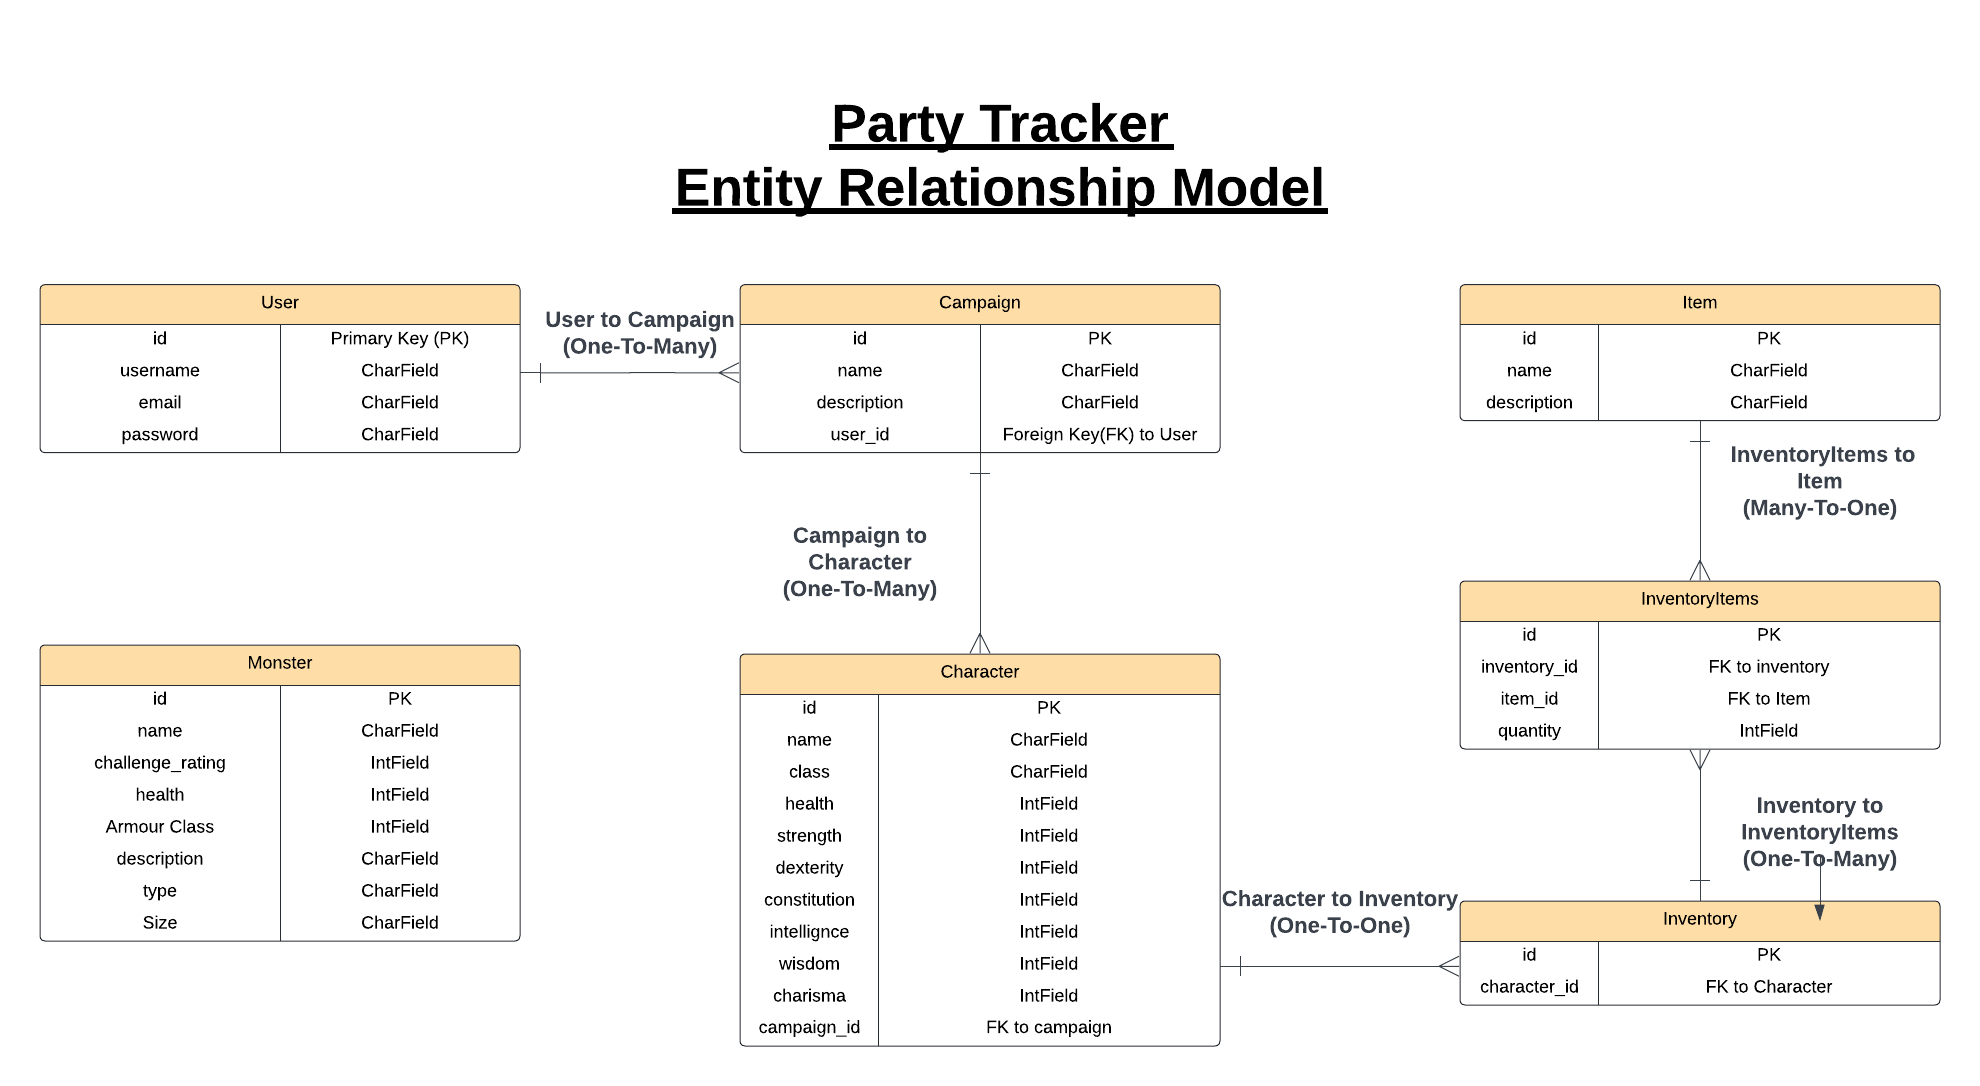 Party Tracker
Entity Relationship Model
User
id Primary Key (PK)
username CharField
email CharField
password CharField
User to Campaign
(One-To-Many)
Campaign
id PK
name CharField
description CharField
user_id Foreign Key(FK) to User
Item
id PK
name CharField
description CharField
InventoryItems to
Item
(Many-To-One)
Campaign to
Character
(One-To-Many)
InventoryItems
id PK
inventory_id FK to inventory
item_id FK to Item
quantity IntField
Monster
id PK
name CharField
challenge_rating IntField
health IntField
Armour Class IntField
description CharField
type CharField
Size CharField
Character
id PK
name CharField
class CharField
health IntField
strength IntField
dexterity IntField
constitution IntField
intellignce IntField
wisdom IntField
charisma IntField
campaign_id FK to campaign
Inventory to
InventoryItems
(One-To-Many)
Character to Inventory
(One-To-One)
Inventory
id PK
character_id FK to Character